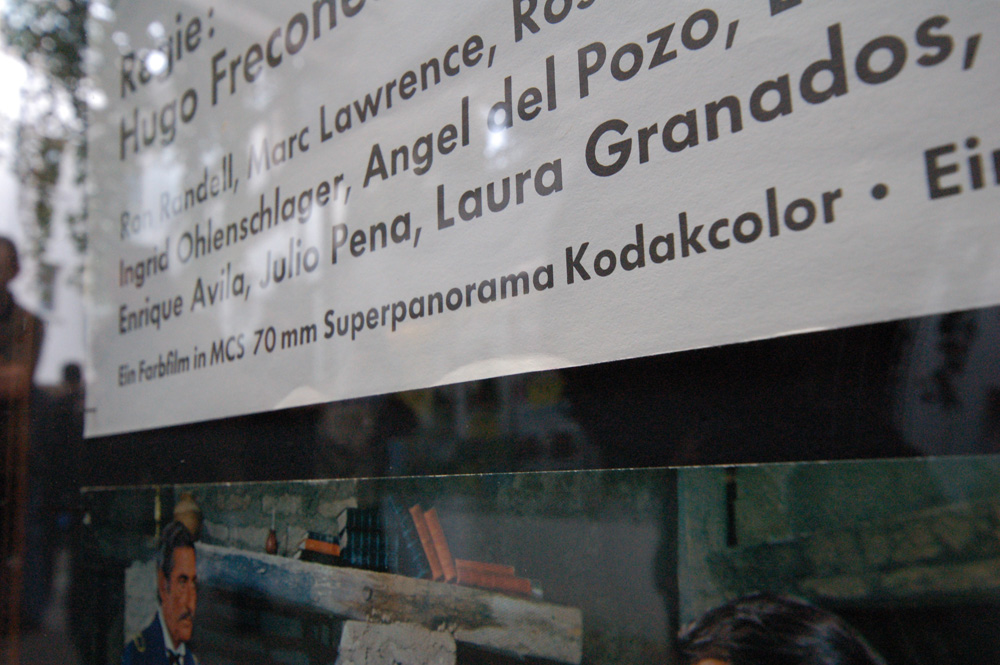 Regie:
Hugo
Ron Randell, Marc Lawrence,
Ingrid Ohlenschlager, Angel del Pozo,
Enrique Avila, Julio Pena, Laura Granados,
Ein Farbfilm in MCS 70 mm Superpanorama Kodakcolor •